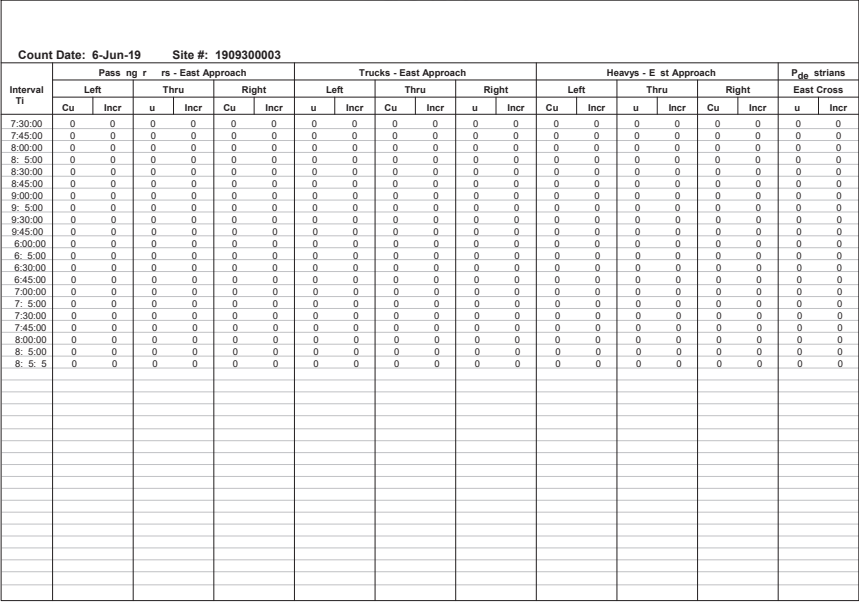 Count Date: 6-Jun-19 Site #: 1909300003
Pass ng r rs - East Approach Trucks - East Approach Heavys - E st Approach Pde strians
Interval Left Thru Right Left Thru Right Left Thru Right East Cross
Ti Cu Incr u Incr Cu Incr u Incr Cu Incr u Incr Cu Incr u Incr Cu Incr u Incr
7:30:00 0 0 0 0 0 0 0 0 0 0 0 0 0 0 0 0 0 0 0 0
7:45:00 0 0 0 0 0 0 0 0 0 0 0 0 0 0 0 0 0 0 0 0
8:00:00 0 0 0 0 0 0 0 0 0 0 0 0 0 0 0 0 0 0 0 0
8: 5:00 0 0 0 0 0 0 0 0 0 0 0 0 0 0 0 0 0 0 0 0
8:30:00 0 0 0 0 0 0 0 0 0 0 0 0 0 0 0 0 0 0 0 0
8:45:00 0 0 0 0 0 0 0 0 0 0 0 0 0 0 0 0 0 0 0 0
9:00:00 0 0 0 0 0 0 0 0 0 0 0 0 0 0 0 0 0 0 0 0
9: 5:00 0 0 0 0 0 0 0 0 0 0 0 0 0 0 0 0 0 0 0 0
9:30:00 0 0 0 0 0 0 0 0 0 0 0 0 0 0 0 0 0 0 0 0
9:45:00 0 0 0 0 0 0 0 0 0 0 0 0 0 0 0 0 0 0 0 0
6:00:00 0 0 0 0 0 0 0 0 0 0 0 0 0 0 0 0 0 0 0 0
6: 5:00 0 0 0 0 0 0 0 0 0 0 0 0 0 0 0 0 0 0 0 0
6:30:00 0 0 0 0 0 0 0 0 0 0 0 0 0 0 0 0 0 0 0 0
6:45:00 0 0 0 0 0 0 0 0 0 0 0 0 0 0 0 0 0 0 0 0
7:00:00 0 0 0 0 0 0 0 0 0 0 0 0 0 0 0 0 0 0 0 0
7: 5:00 0 0 0 0 0 0 0 0 0 0 0 0 0 0 0 0 0 0 0 0
7:30:00 0 0 0 0 0 0 0 0 0 0 0 0 0 0 0 0 0 0 0 0
7:45:00 0 0 0 0 0 0 0 0 0 0 0 0 0 0 0 0 0 0 0 0
8:00:00 0 0 0 0 0 0 0 0 0 0 0 0 0 0 0 0 0 0 0 0
8: 5:00 0 0 0 0 0 0 0 0 0 0 0 0 0 0 0 0 0 0 0 0
8: 5: 5 0 0 0 0 0 0 0 0 0 0 0 0 0 0 0 0 0 0 0 0